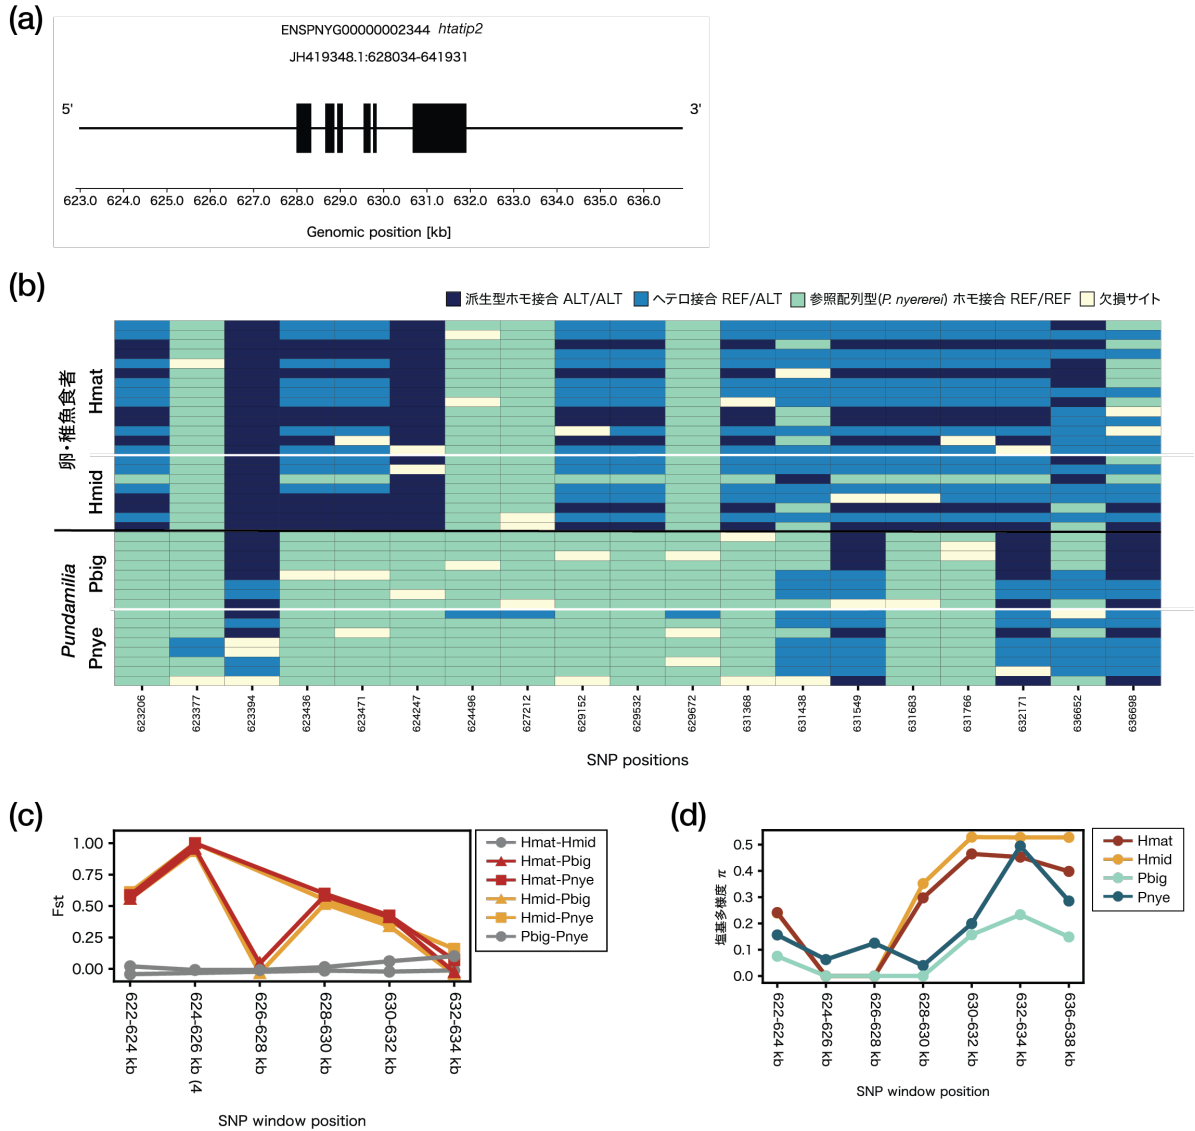 (a)
ENSPNYG00000002344 htatip2
JH419348.1:628034-641931
5'
3'
623.0 624.0 625.0 626.0 627.0 628.0 629.0 630.0 631.0 632.0 633.0 634.0 635.0 636.0
Genomic position [kb]
(b)
派生型ホモ接合 ALT/ALT ヘテロ接合 REF/ALT 参照配列型(P. nyererei) ホモ接合 REF/REF 欠損サイト
卵・稚魚食者
Hmat
Hmid
Pundamilia
Pbig
Pnye
623206 623377 623394 623436 623471 624247 624496 627212 629152 629532 629672 631368 631438 631549 631683 631766 632171 636652 636698
SNP positions
(c)
Fst
1.00
0.75
0.50
0.25
0.00
622-624 kb
624-626 kb (4
626-628 kb
628-630 kb
630-632 kb
632-634 kb
SNP window position
Hmat-Hmid
Hmat-Pbig
Hmat-Pnye
Hmid-Pbig
Hmid-Pnye
Pbig-Pnye
(d)
塩基多様度 π
0.5
0.4
0.3
0.2
0.1
0.0
622-624 kb
624-626 kb
626-628 kb
628-630 kb
630-632 kb
632-634 kb
636-638 kb
SNP window position
Hmat
Hmid
Pbig
Pnye